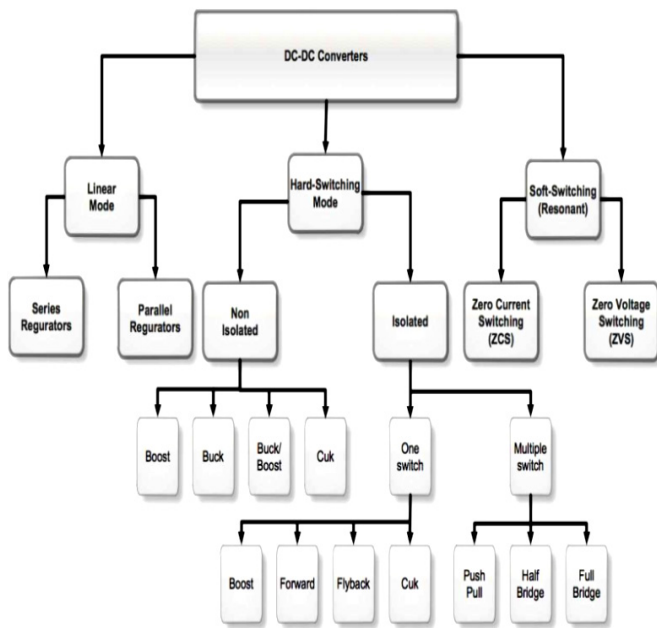 DC-DC Converters
Linear
Mode
Hard-Switching
Mode
Soft-Switching
(Resonant)
Series
Regurators
Parallel
Regurators
Non
Isolated
Isolated
Zero Current
Switching
(ZCS)
Zero Voltage
Switching
(ZVS)
Boost
Buck
Buck/
Boost
Cuk
One
switch
Multiple
switch
Boost
Forward
Flyback
Cuk
Push
Pull
Half
Bridge
Full
Bridge